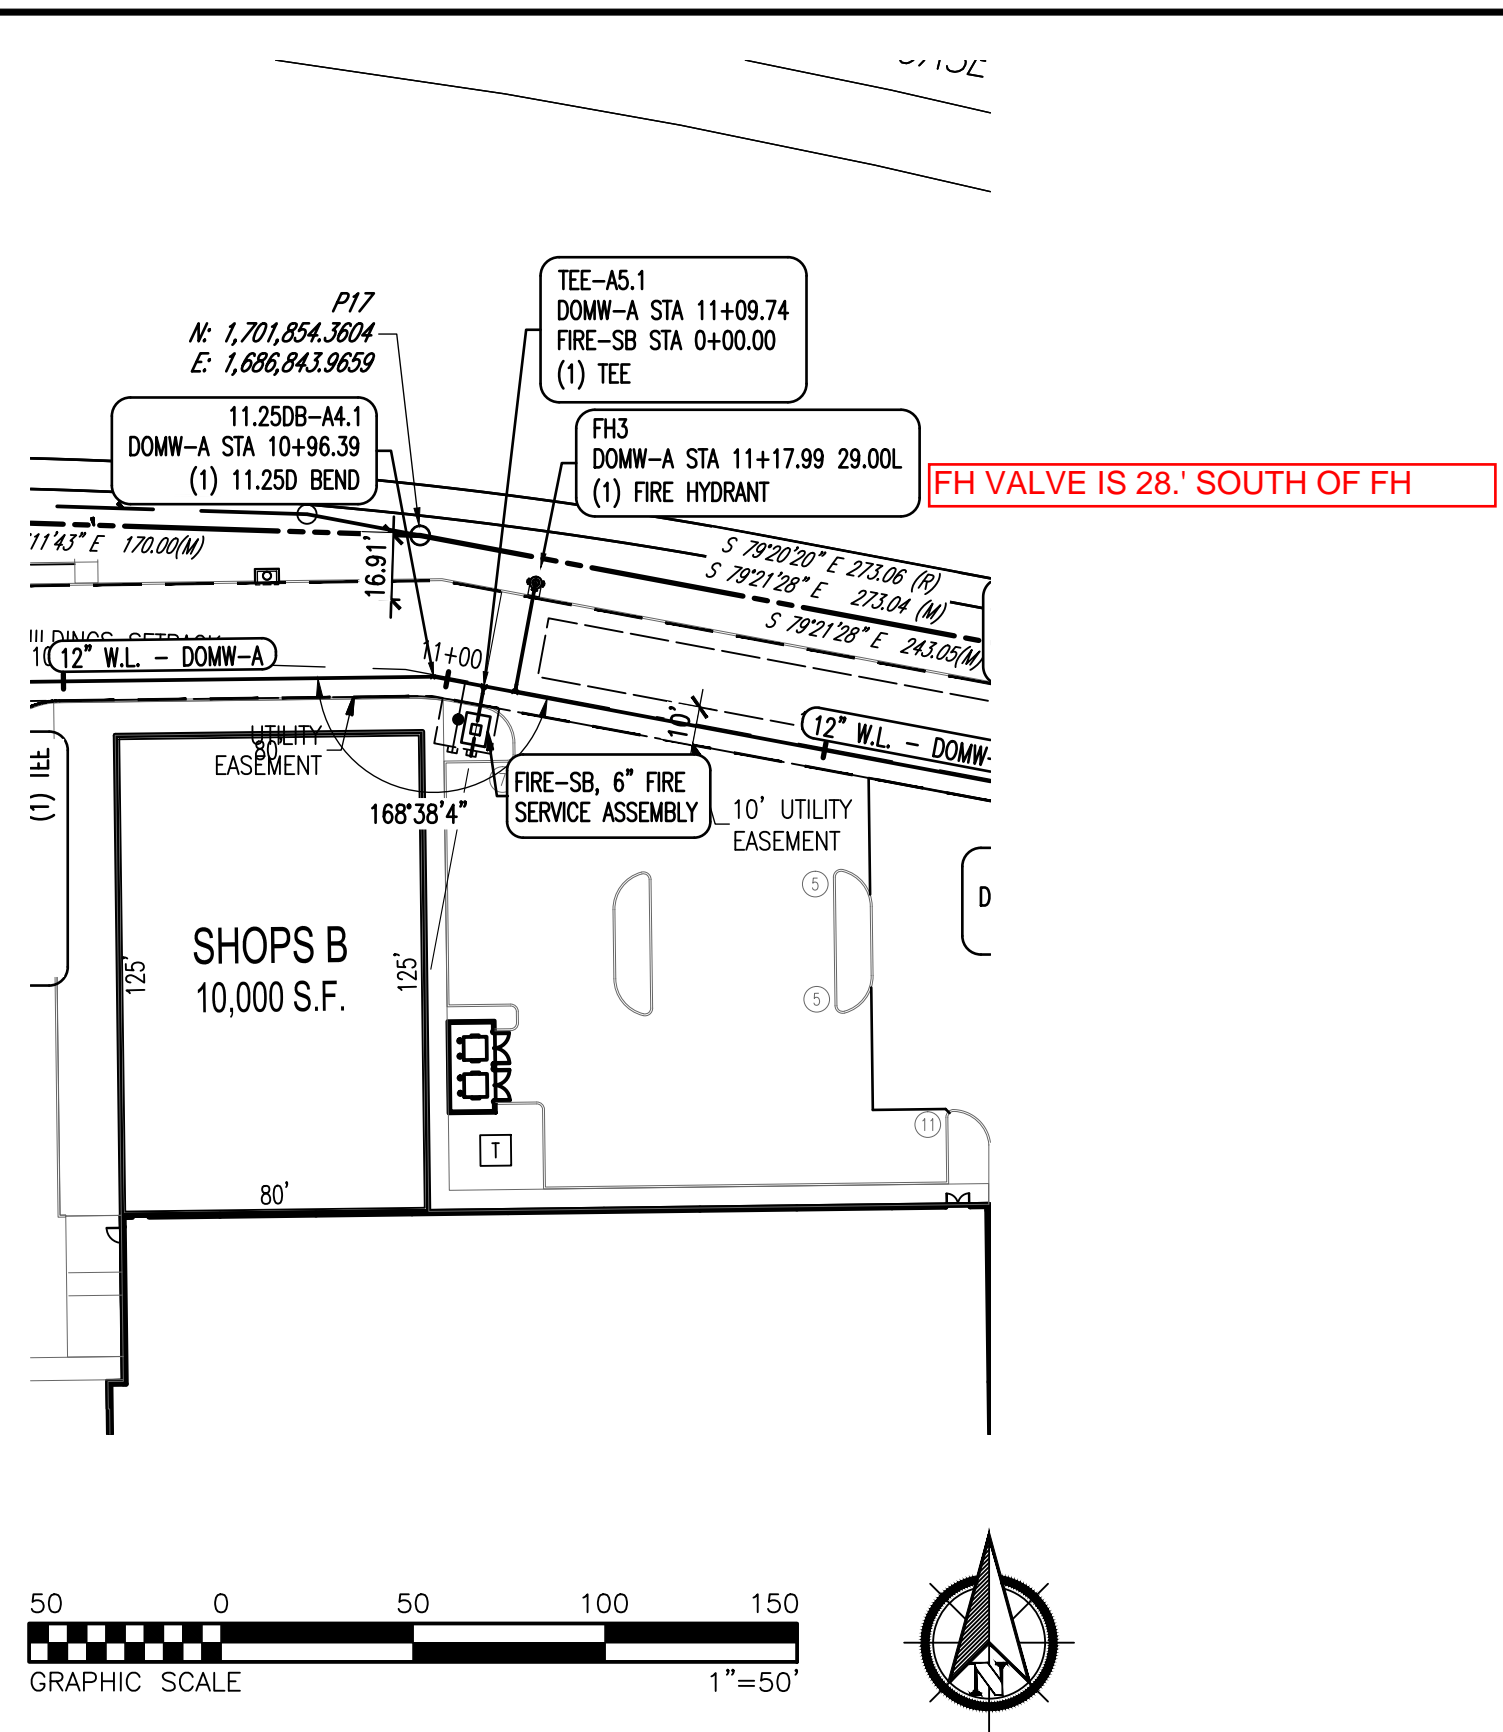 P17
N: 1,701,854.3604
E: 1,686,843.9659
TEE-A5.1
DOMW-A STA 11+09.74
FIRE-SB STA 0+00.00
(1) TEE
11.25DB-A4.1
DOMW-A STA 10+96.39
(1) 11.25D BEND
FH3
DOMW-A STA 11+17.99 29.00L
(1) FIRE HYDRANT
FH VALVE IS 28.' SOUTH OF FH
11'43" E 170.00(M)
16.91'
S 79°20'20" E 273.06 (R)
S 79°21'28" E 273.04 (M)
S 79°21'28" E 243.05(M)
SETBACK
10
12" W.L. - DOMW-A
11+00
10'
12" W.L. - DOMW-
UTILITY
EASEMENT
80'
(1) TEE
168°38'4"
FIRE-SB, 6" FIRE
SERVICE ASSEMBLY
10' UTILITY
EASEMENT
5
D
SHOPS B
10,000 S.F.
125'
125'
5
11
T
80'
50 0 50 100 150
GRAPHIC SCALE 1"=50'
N